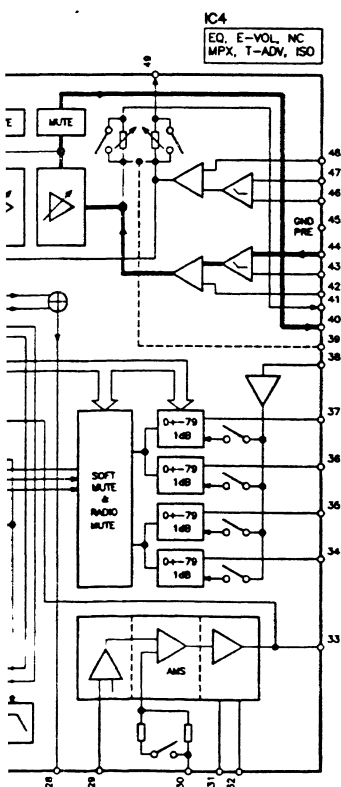 IC4
EQ, E-VOL, NC
MPX, T-ADV, ISO
49
MUTE
48
47
46
GND
PRE
45
44
43
42
41
40
39
38
0+-79
1dB
37
SOFT
MUTE
&
RADIO
MUTE
0+-79
1dB
36
0+-79
1dB
35
0+-79
1dB
34
33
AMS
28
29
30
31
32